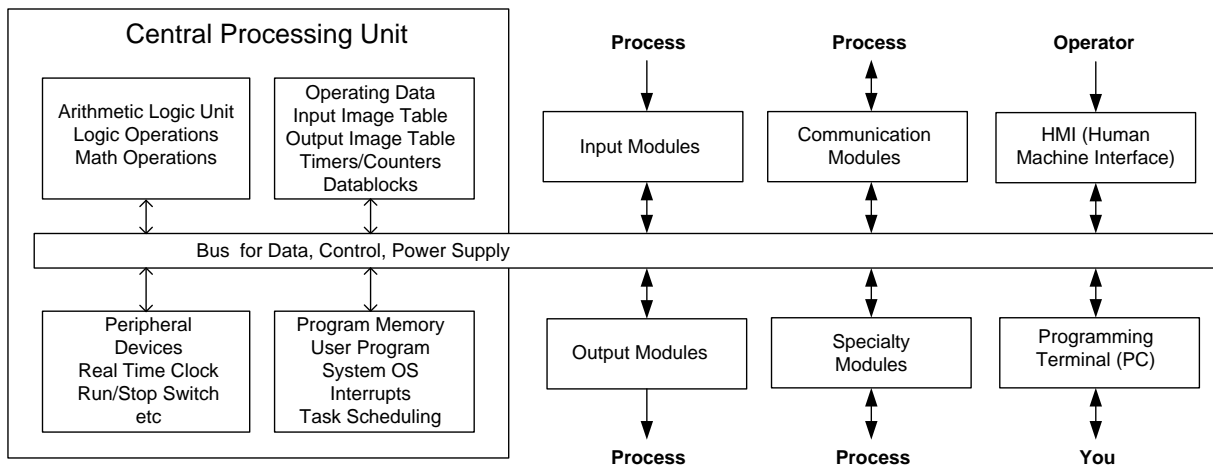 Central Processing Unit
Arithmetic Logic Unit
Logic Operations
Math Operations
Operating Data
Input Image Table
Output Image Table
Timers/Counters
Datablocks
Process
Input Modules
Process
Communication
Modules
Operator
HMI (Human
Machine Interface)
Bus for Data, Control, Power Supply
Peripheral
Devices
Real Time Clock
Run/Stop Switch
etc
Program Memory
User Program
System OS
Interrupts
Task Scheduling
Output Modules
Process
Specialty
Modules
Process
Programming
Terminal (PC)
You